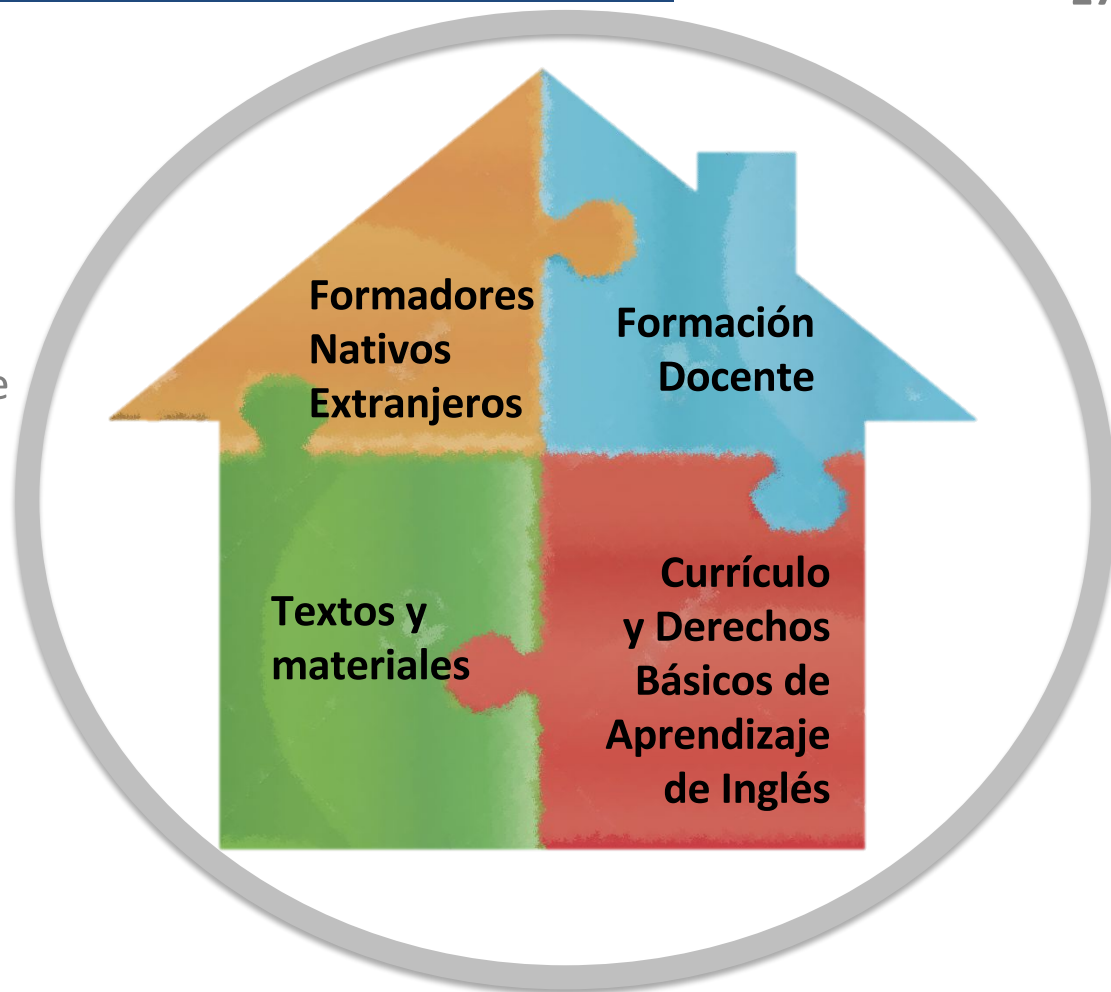 Formadores
Nativos
Extranjeros
Formación
Docente
Textos y
materiales
Currículo
y Derechos
Básicos de
Aprendizaje
de Inglés